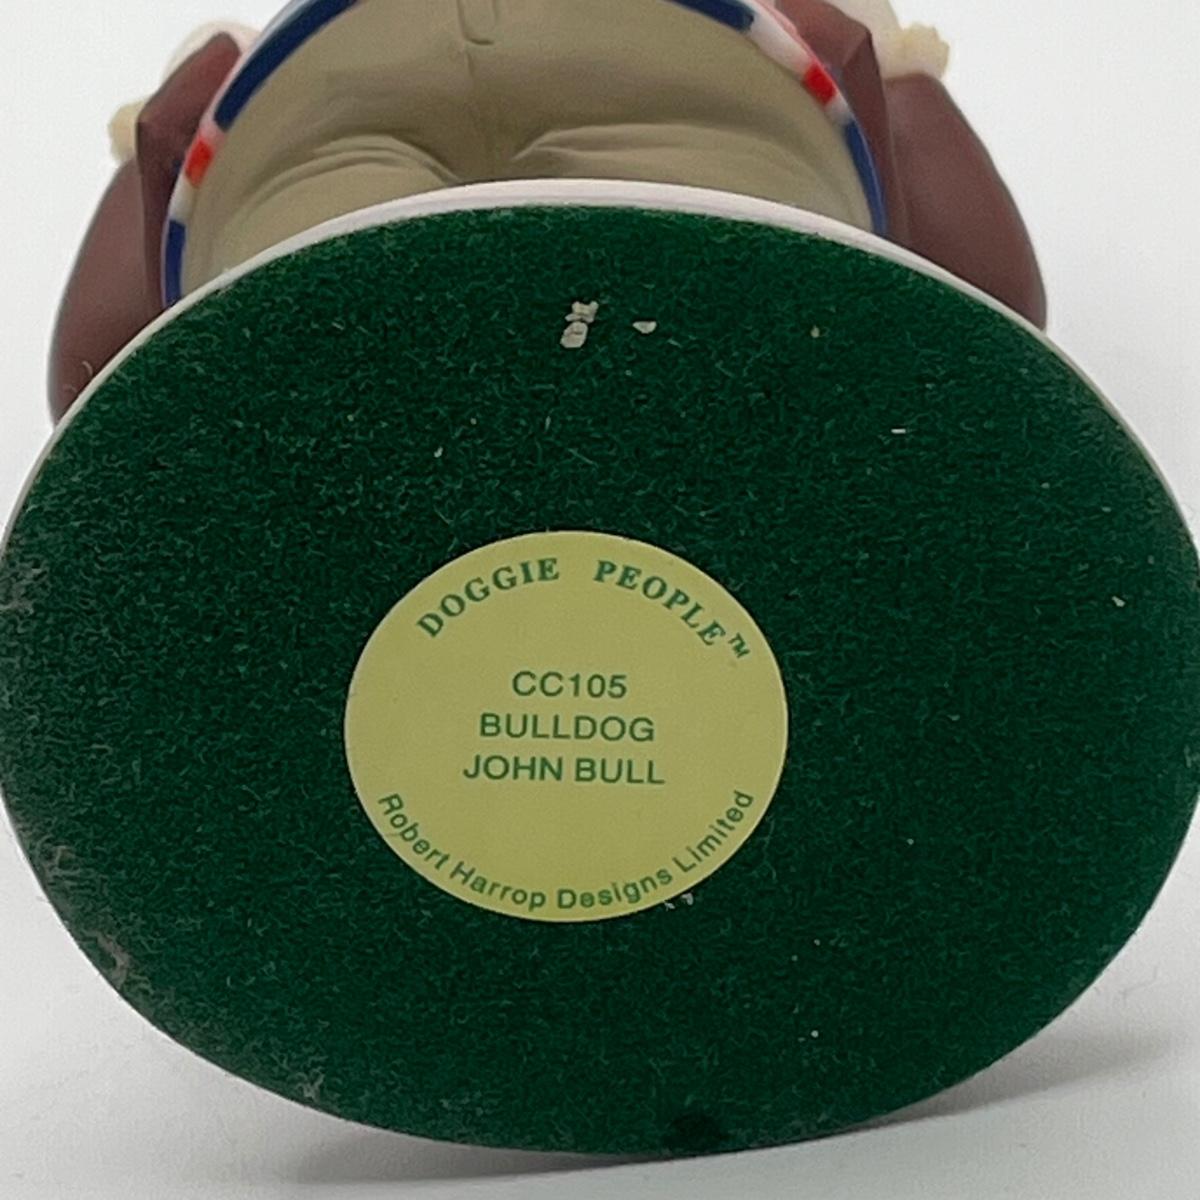 DOGGIE PEOPLE™
CC105
BULLDOG
JOHN BULL
Robert Harrop Designs Limited